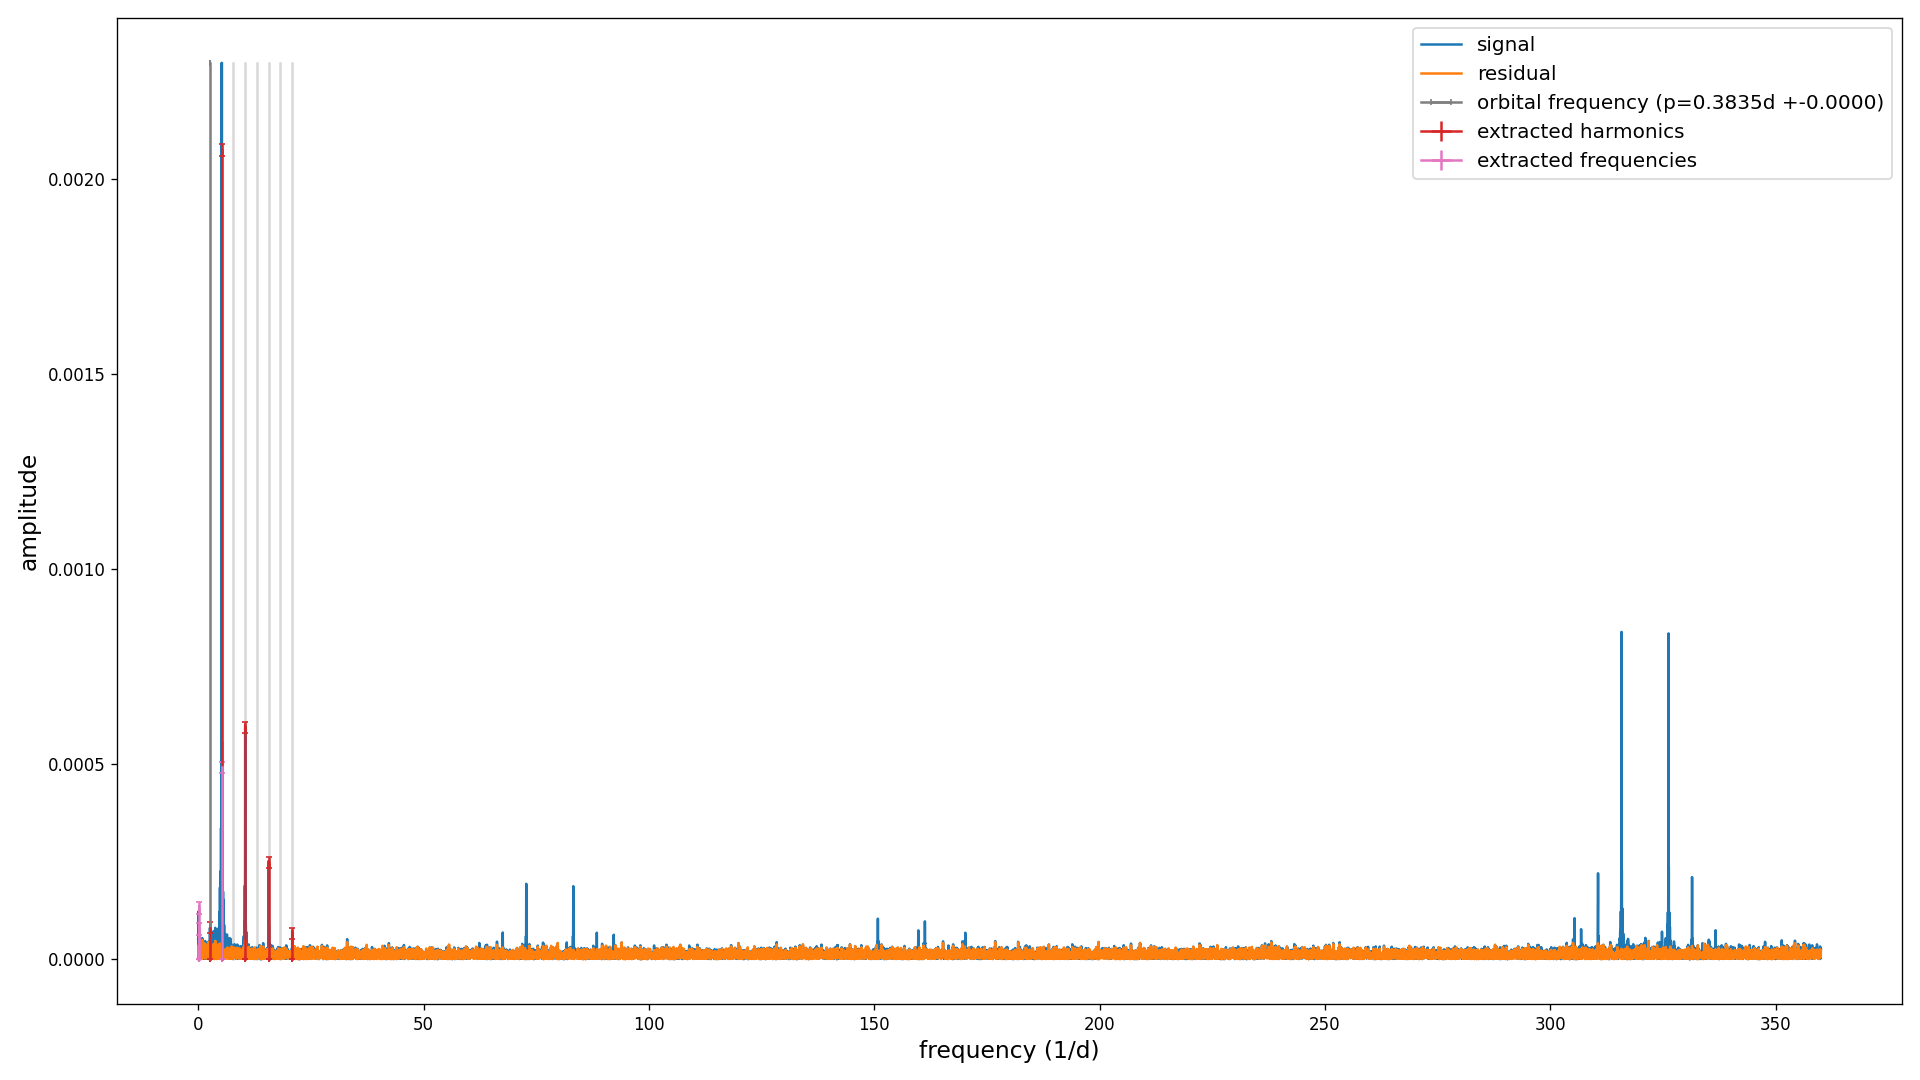 signal
residual
orbital frequency (p=0.3835d +-0.0000)
extracted harmonics
extracted frequencies
amplitude
0.0020
0.0015
0.0010
0.0005
0.0000
0 50 100 150 200 250 300 350
frequency (1/d)